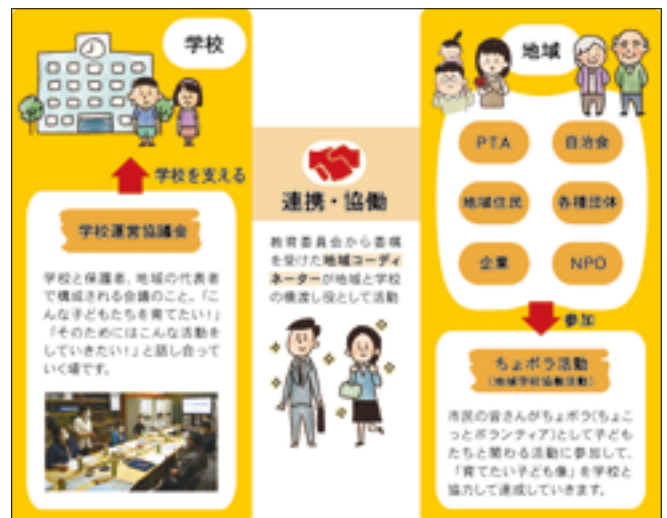 学校
学校を支える
学校運営協議会
学校と保護者、地域の代表者
で構成される会議のこと。「こ
んな子どもたちを育てたい！」
「そのためにはこんな活動を
していきたい！」と話し合って
いく場です。
連携・協働
教育委員会から委嘱
を受けた地域コーディ
ネーターが地域と学校
の橋渡し役として活動
地域
PTA
自治会
地域住民
各種団体
企業
NPO
参加
ちょボラ活動
（地域学校協働活動）
市民の皆さんがちょボラ（ちょこ
っとボランティア）として子ども
たちと関わる活動に参加して、
「育てたい子ども像」を学校と
協力して達成していきます。